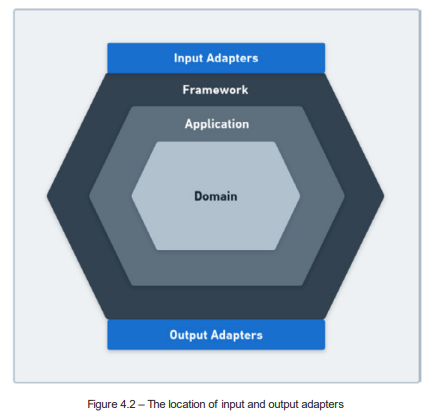 Input Adapters
Framework
Application
Domain
Output Adapters
Figure 4.2 – The location of input and output adapters